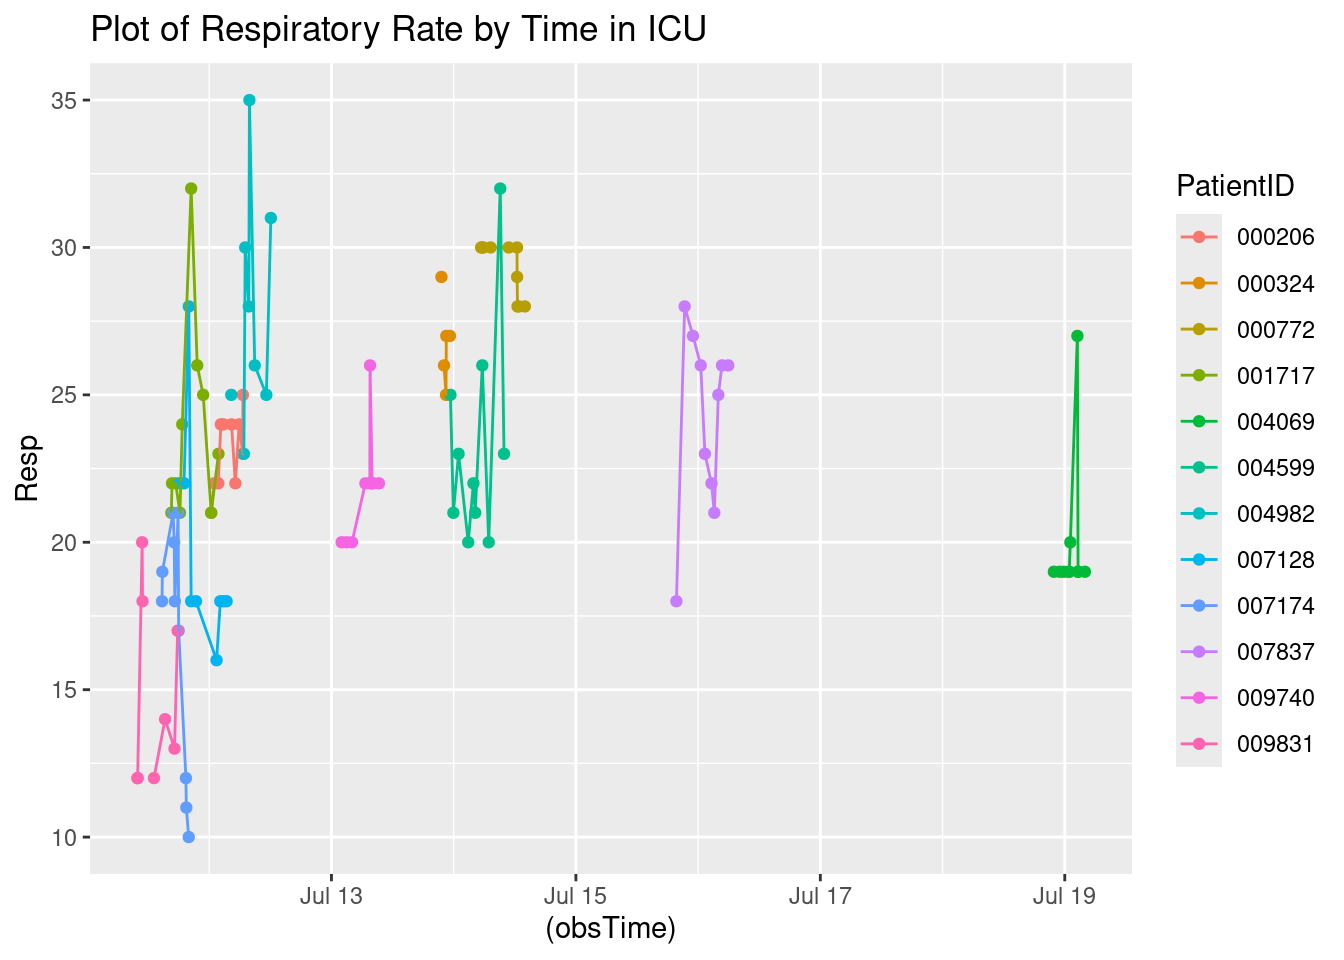 Plot of Respiratory Rate by Time in ICU
35
30
25
20
15
10
Resp
Jul 13
Jul 15
Jul 17
Jul 19
(obsTime)
PatientID
000206
000324
000772
001717
004069
004599
004982
007128
007174
007837
009740
009831